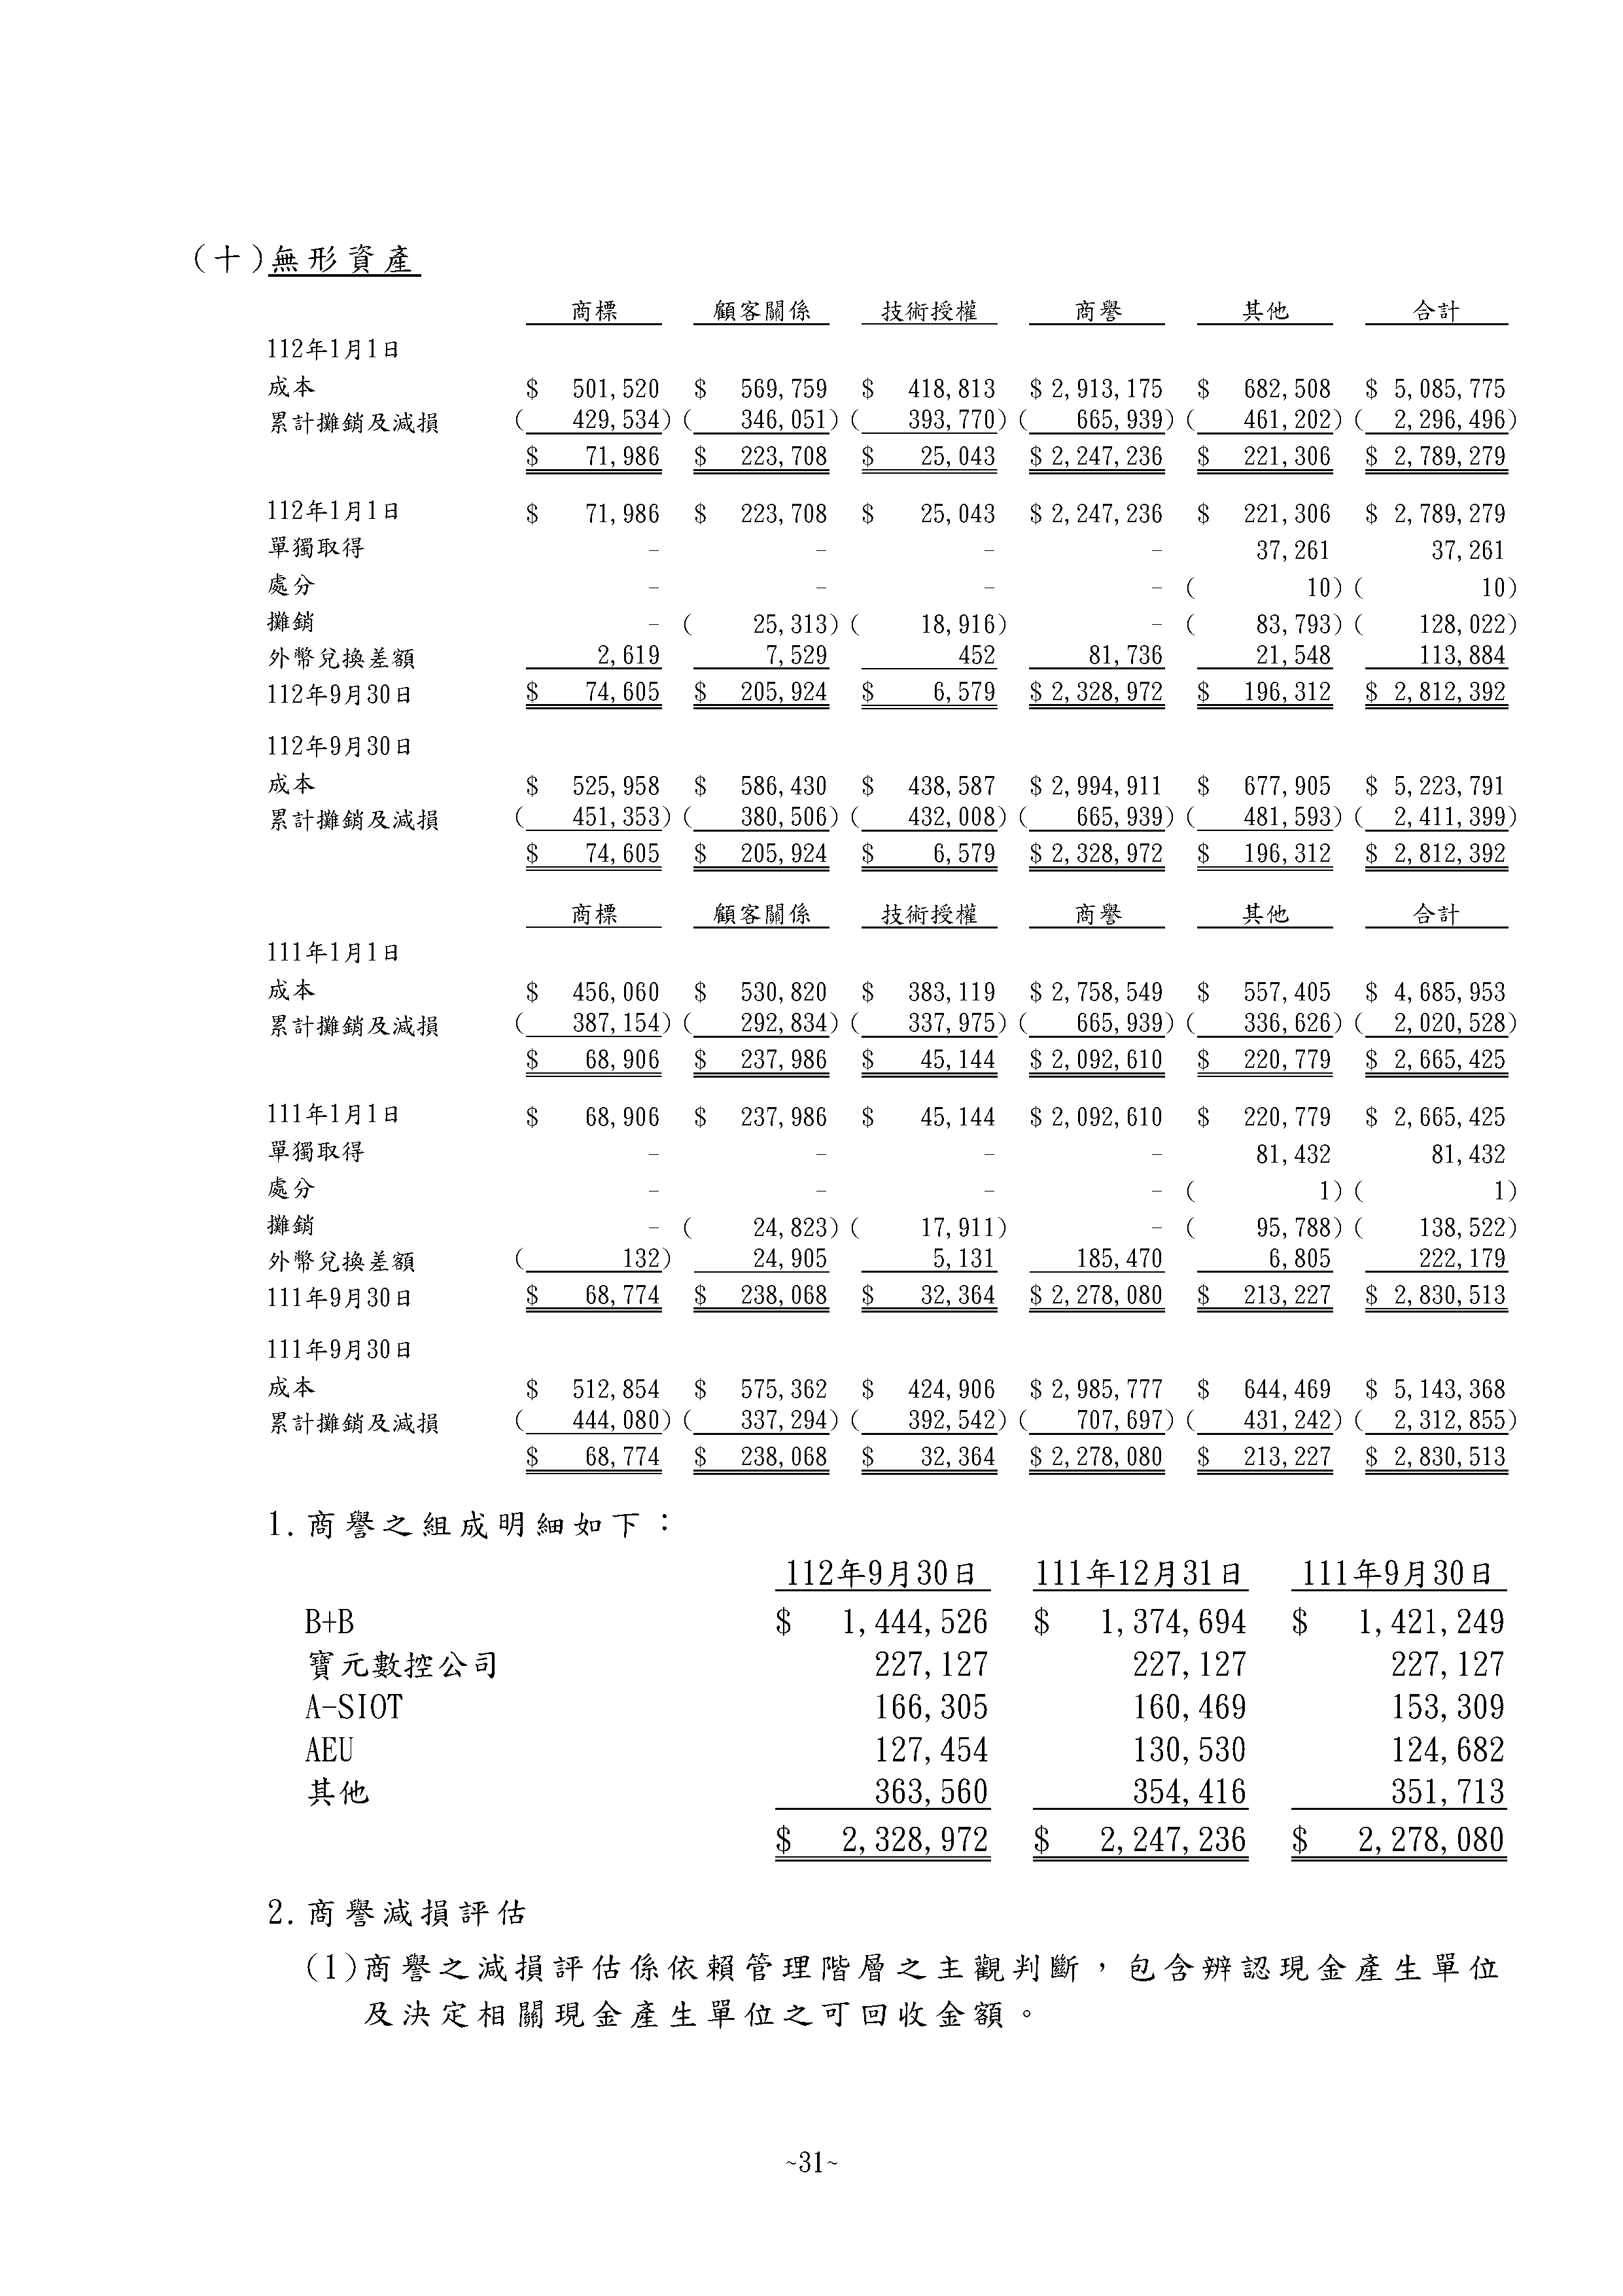 (十)無形資產
商標 顧客關係 技術授權 商譽 其他 合計
112年1月1日
成本 $ 501,520 $ 569,759 $ 418,813 $ 2,913,175 $ 682,508 $ 5,085,775
累計攤銷及減損 ( 429,534) ( 346,051) ( 393,770) ( 665,939) ( 461,202) ( 2,296,496)
$ 71,986 $ 223,708 $ 25,043 $ 2,247,236 $ 221,306 $ 2,789,279
112年1月1日 $ 71,986 $ 223,708 $ 25,043 $ 2,247,236 $ 221,306 $ 2,789,279
單獨取得 - - - - 37,261 37,261
處分 - - - - ( 10) ( 10)
攤銷 - ( 25,313) ( 18,916) - ( 83,793) ( 128,022)
外幣兌換差額 2,619 7,529 452 81,736 21,548 113,884
112年9月30日 $ 74,605 $ 205,924 $ 6,579 $ 2,328,972 $ 196,312 $ 2,812,392
112年9月30日
成本 $ 525,958 $ 586,430 $ 438,587 $ 2,994,911 $ 677,905 $ 5,223,791
累計攤銷及減損 ( 451,353) ( 380,506) ( 432,008) ( 665,939) ( 481,593) ( 2,411,399)
$ 74,605 $ 205,924 $ 6,579 $ 2,328,972 $ 196,312 $ 2,812,392
商標 顧客關係 技術授權 商譽 其他 合計
111年1月1日
成本 $ 456,060 $ 530,820 $ 383,119 $ 2,758,549 $ 557,405 $ 4,685,953
累計攤銷及減損 ( 387,154) ( 292,834) ( 337,975) ( 665,939) ( 336,626) ( 2,020,528)
$ 68,906 $ 237,986 $ 45,144 $ 2,092,610 $ 220,779 $ 2,665,425
111年1月1日 $ 68,906 $ 237,986 $ 45,144 $ 2,092,610 $ 220,779 $ 2,665,425
單獨取得 - - - - 81,432 81,432
處分 - - - - ( 1) ( 1)
攤銷 - ( 24,823) ( 17,911) - ( 95,788) ( 138,522)
外幣兌換差額 ( 132) 24,905 5,131 185,470 6,805 222,179
111年9月30日 $ 68,774 $ 238,068 $ 32,364 $ 2,278,080 $ 213,227 $ 2,830,513
111年9月30日
成本 $ 512,854 $ 575,362 $ 424,906 $ 2,985,777 $ 644,469 $ 5,143,368
累計攤銷及減損 ( 444,080) ( 337,294) ( 392,542) ( 707,697) ( 431,242) ( 2,312,855)
$ 68,774 $ 238,068 $ 32,364 $ 2,278,080 $ 213,227 $ 2,830,513
1.商譽之組成明細如下：
112年9月30日 111年12月31日 111年9月30日
B+B $ 1,444,526 $ 1,374,694 $ 1,421,249
寶元數控公司 227,127 227,127 227,127
A-SIOT 166,305 160,469 153,309
AEU 127,454 130,530 124,682
其他 363,560 354,416 351,713
$ 2,328,972 $ 2,247,236 $ 2,278,080
2.商譽減損評估
(1)商譽之減損評估係依賴管理階層之主觀判斷，包含辨認現金產生單位
及決定相關現金產生單位之可回收金額。
~31~